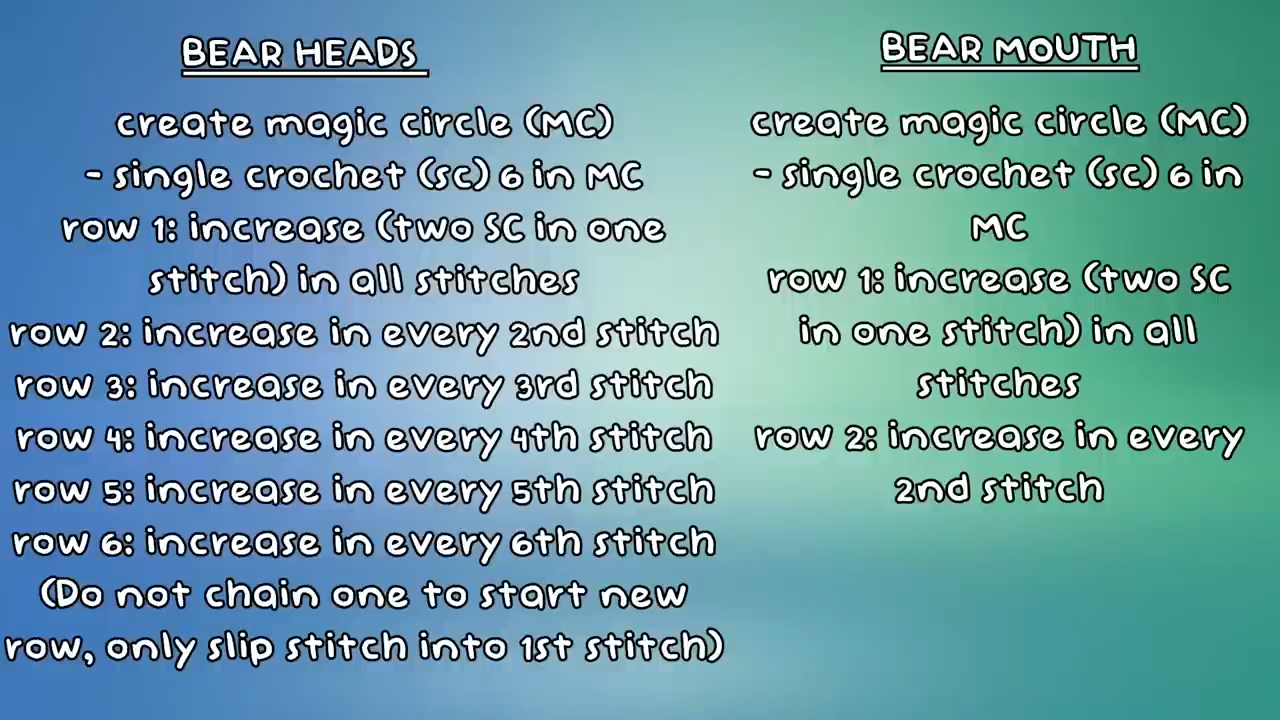 BEAR HEADS
create magic circle (MC)
- single crochet (sc) 6 in MC
row 1: increase (two SC in one
stitch) in all stitches
row 2: increase in every 2nd stitch
row 3: increase in every 3rd stitch
row 4: increase in every 4th stitch
row 5: increase in every 5th stitch
row 6: increase in every 6th stitch
(Do not chain one to start new
row, only slip stitch into 1st stitch)
BEAR MOUTH
create magic circle (MC)
- single crochet (sc) 6 in
MC
row 1: increase (two SC
in one stitch) in all
stitches
row 2: increase in every
2nd stitch